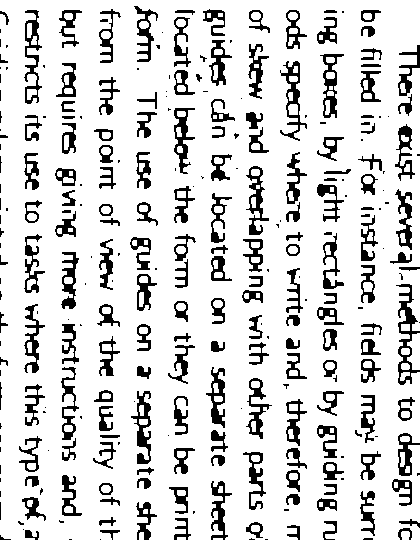 There exist several methods to design fo
be filled in. For instance, fields may be surr
ing boxes, by light rectangles or by guiding ru
ods specify where to write and, therefore, m
of skew and overlapping with other parts o
guides can be located on a separate sheet
located below the form or they can be print
form. The use of guides on a separate she
from the point of view of the quality of th
but requires giving more instructions and,
restricts its use to tasks where this type of a